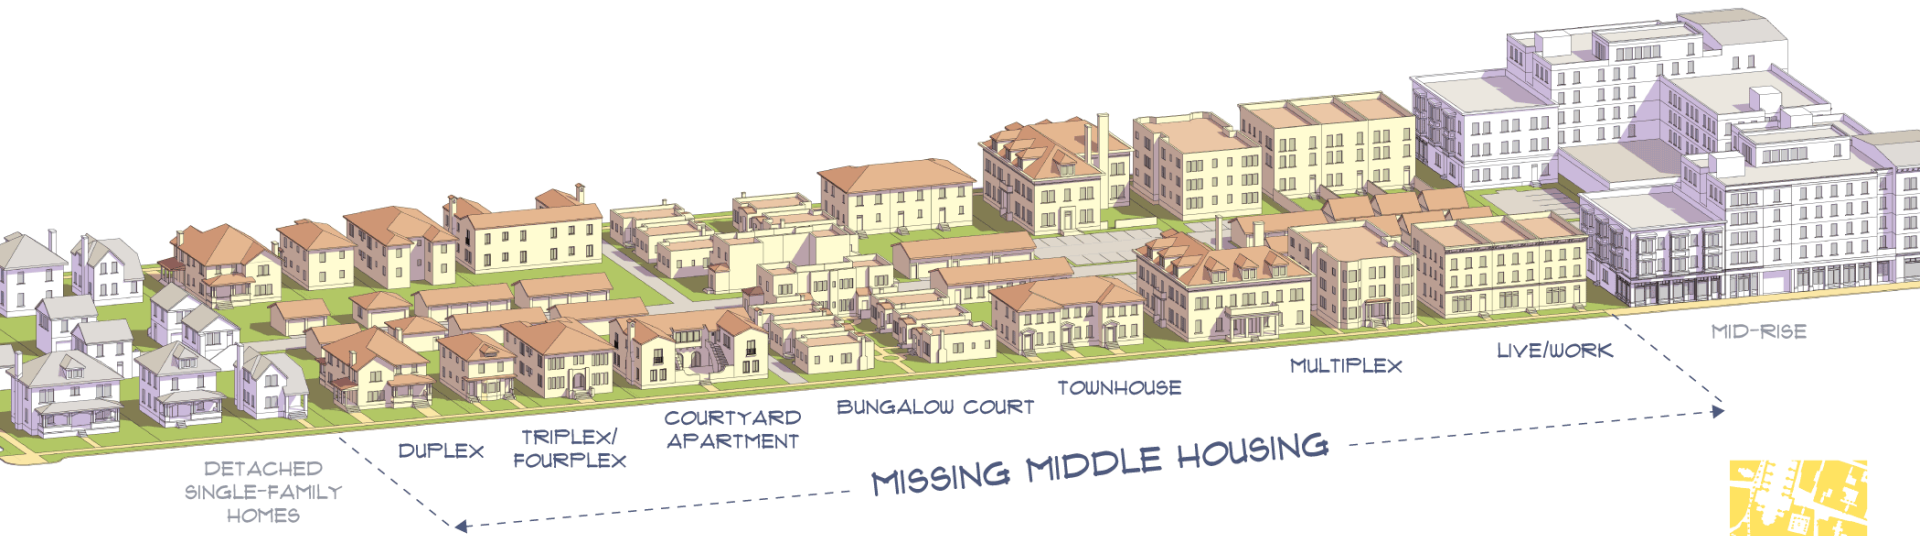 DETACHED
SINGLE-FAMILY
HOMES
DUPLEX
TRIPLEX/
FOURPLEX
COURTYARD
APARTMENT
BUNGALOW COURT
TOWNHOUSE
MULTIPLEX
LIVE/WORK
MID-RISE
MISSING MIDDLE HOUSING